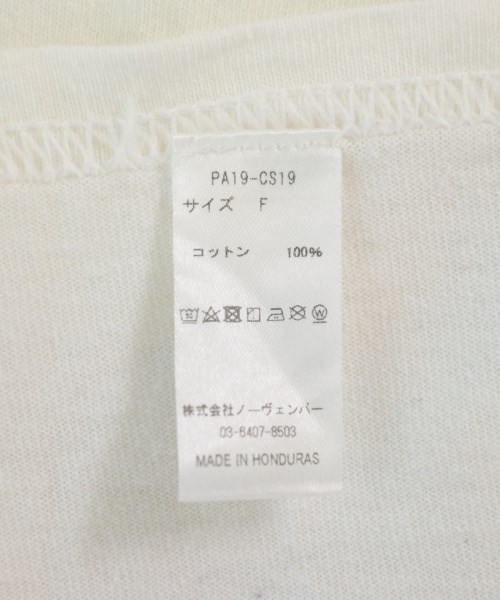 PA19-CS19
サイズ F
コットン 100%
株式会社ノーヴェンバー
03-6407-8503
MADE IN HONDURAS